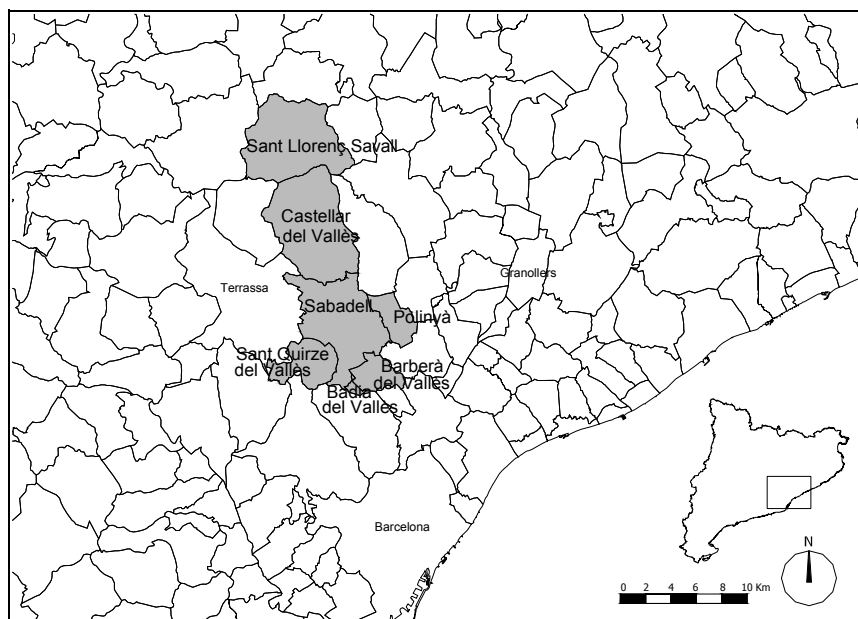 Sant Llorenç Savall
Castellar
del Vallès
Granollers
Terrassa
Sabadell
Polinyà
Sant Quirze
del Vallès
Barberà
del Vallès
Badia
del Vallès
Barcelona
N
0 2 4 6 8 10 Km